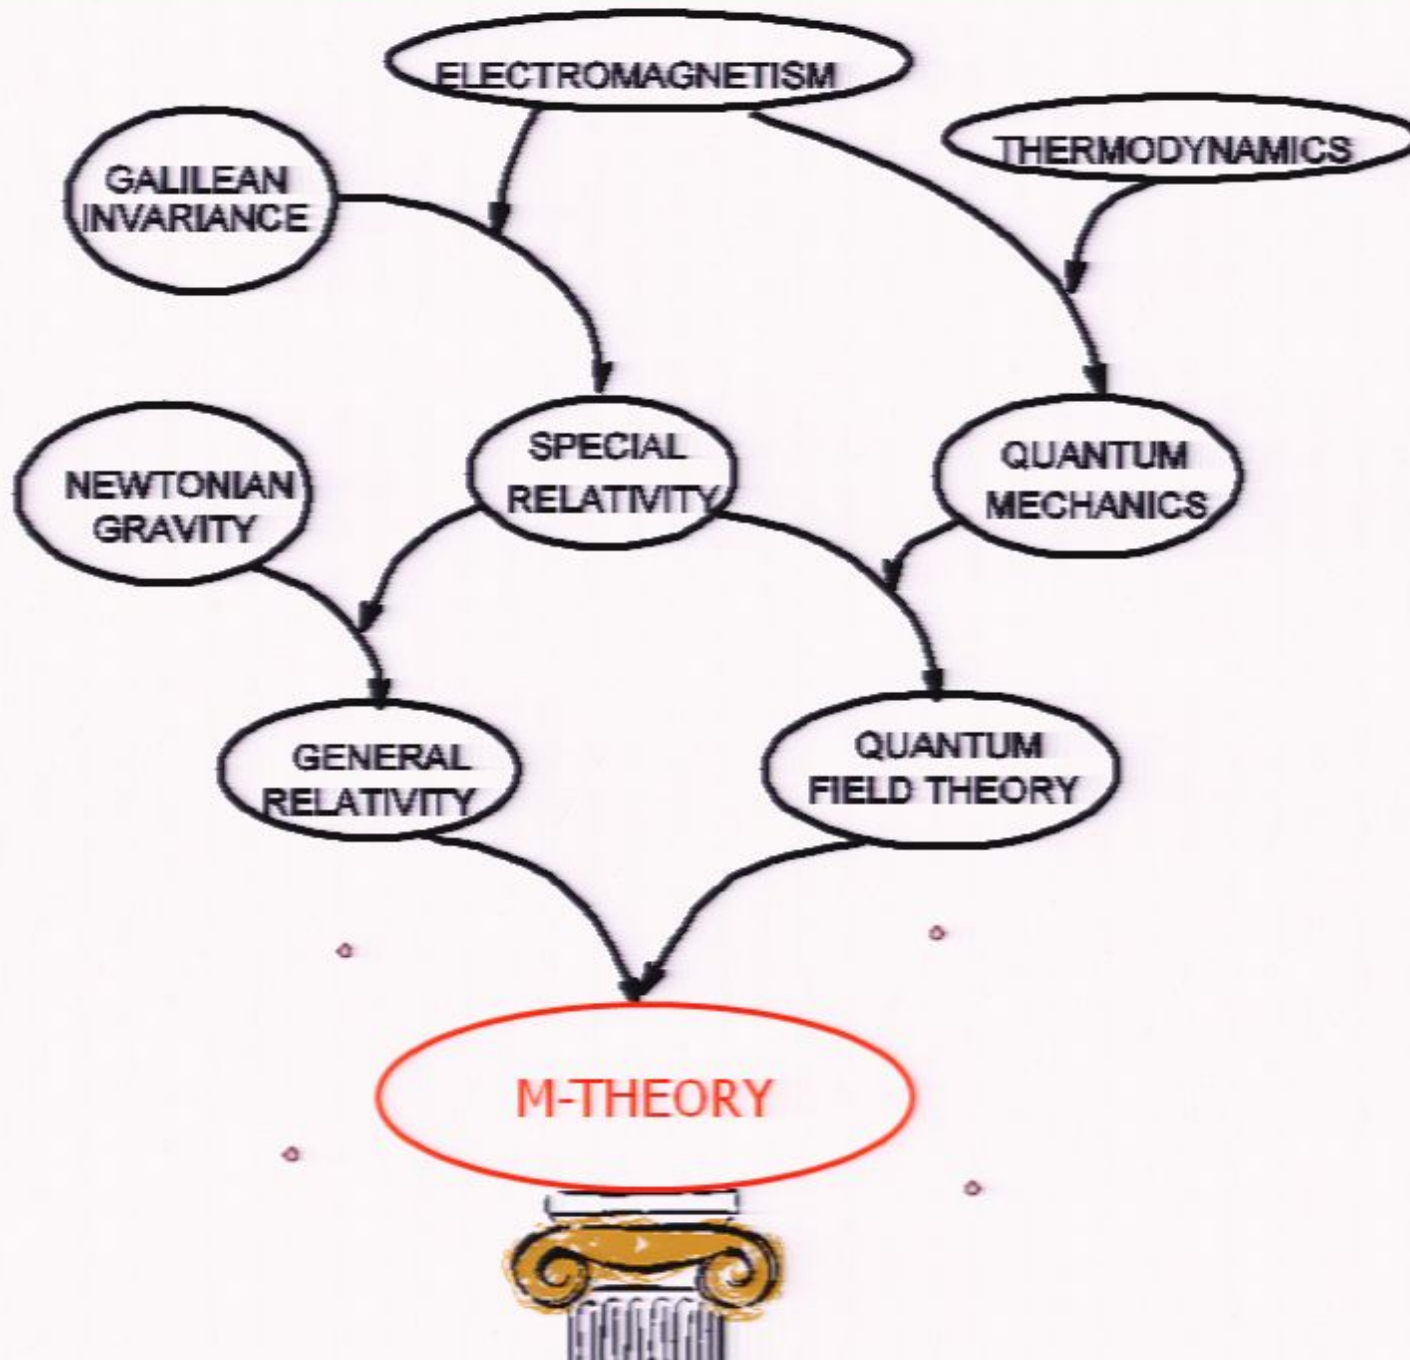 ELECTROMAGNETISM
THERMODYNAMICS
GALILEAN
INVARIANCE
SPECIAL
RELATIVITY
QUANTUM
MECHANICS
NEWTONIAN
GRAVITY
GENERAL
RELATIVITY
QUANTUM
FIELD THEORY
M-THEORY